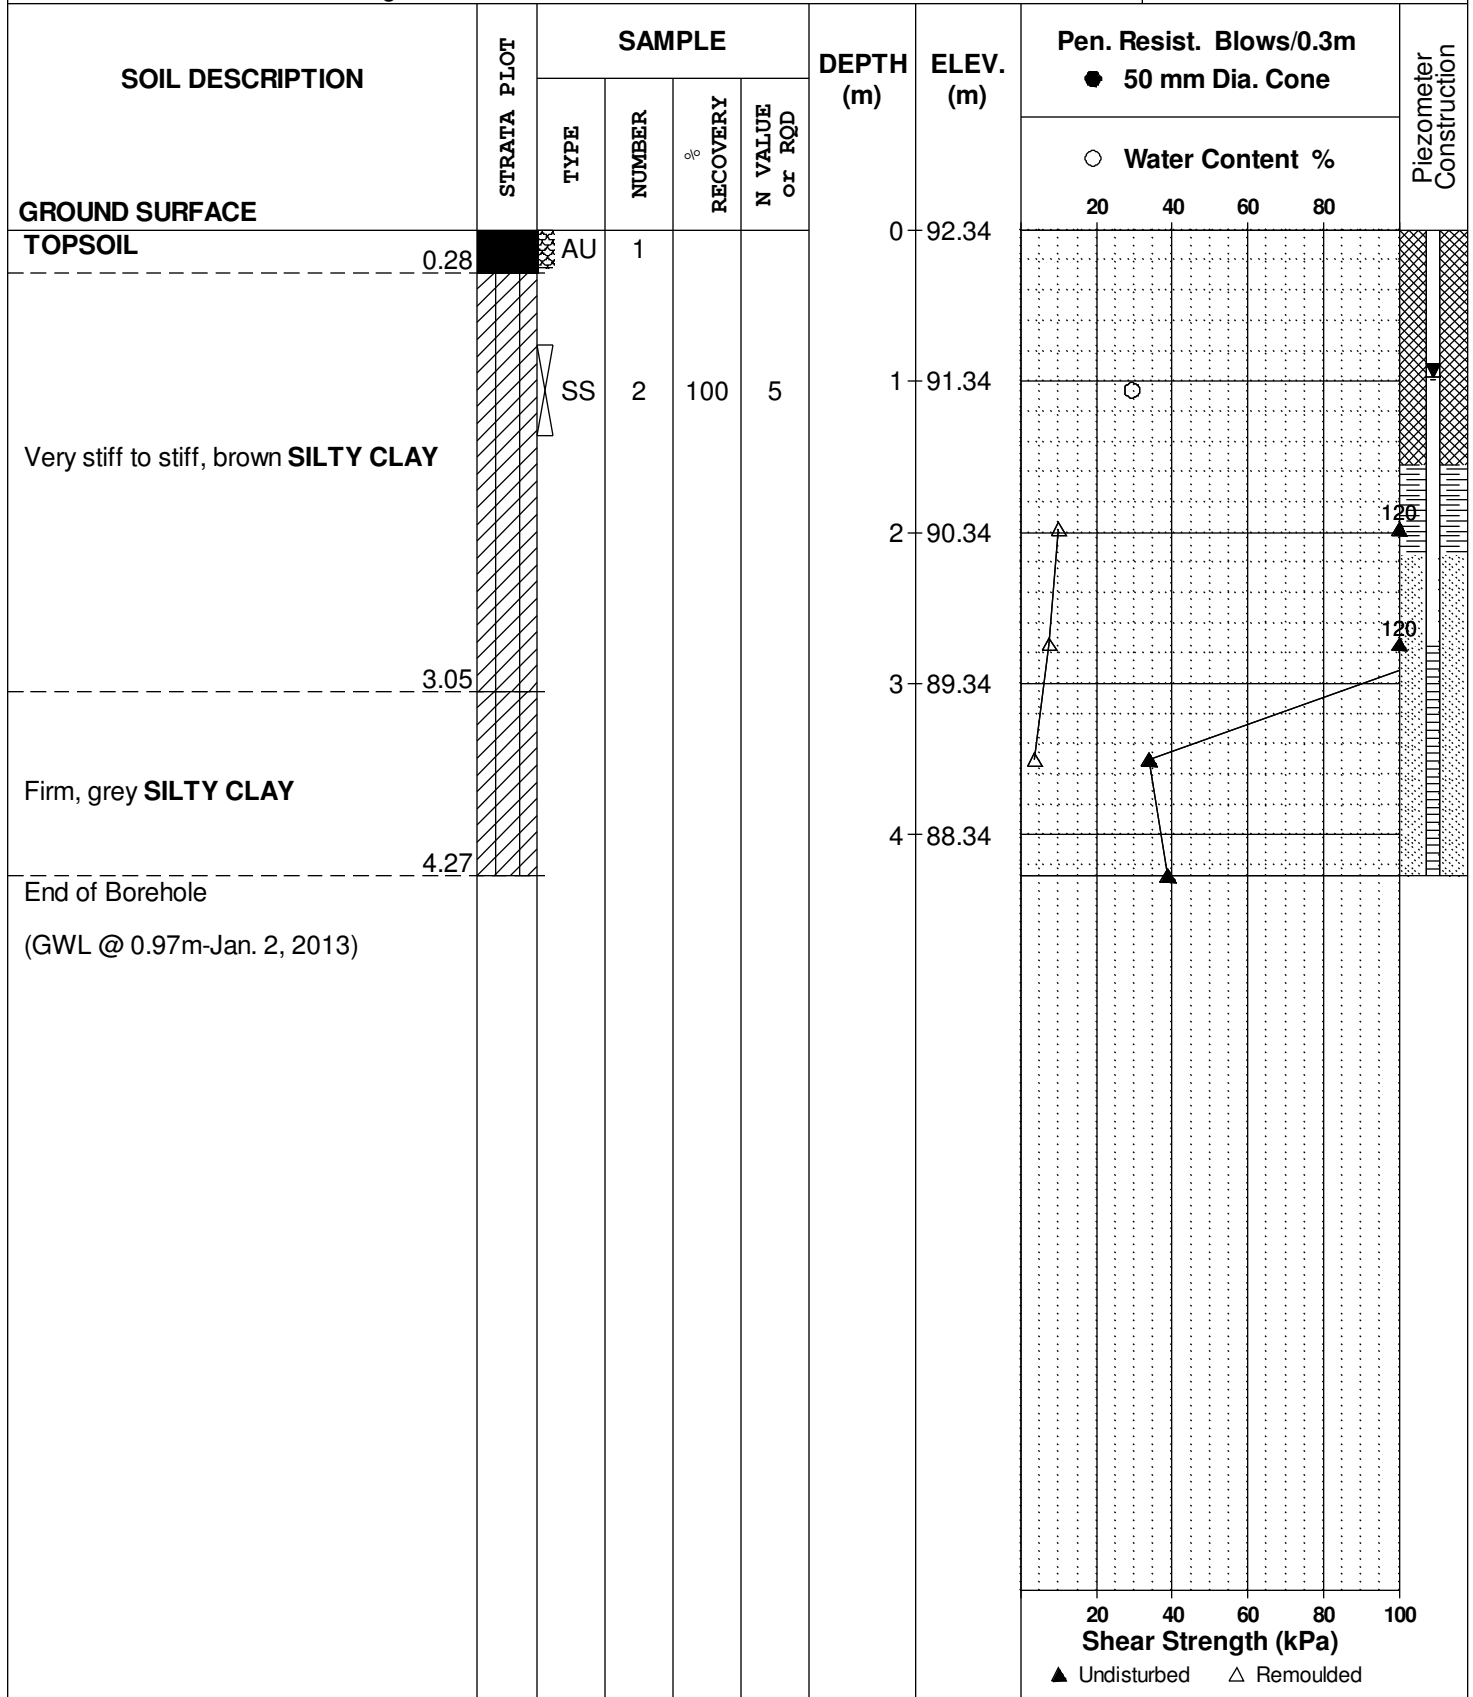 SOIL DESCRIPTION
STRATA PLOT
SAMPLE
TYPE
NUMBER
% RECOVERY
N VALUE or RQD
DEPTH (m)
ELEV. (m)
Pen. Resist. Blows/0.3m
● 50 mm Dia. Cone
○ Water Content %
20 40 60 80
Piezometer Construction
GROUND SURFACE
0 92.34
TOPSOIL
0.28
AU 1
SS 2 100 5
1 91.34
Very stiff to stiff, brown SILTY CLAY
120
2 90.34
120
3.05
3 89.34
Firm, grey SILTY CLAY
4 88.34
4.27
End of Borehole
(GWL @ 0.97m-Jan. 2, 2013)
20 40 60 80 100
Shear Strength (kPa)
▲ Undisturbed △ Remoulded